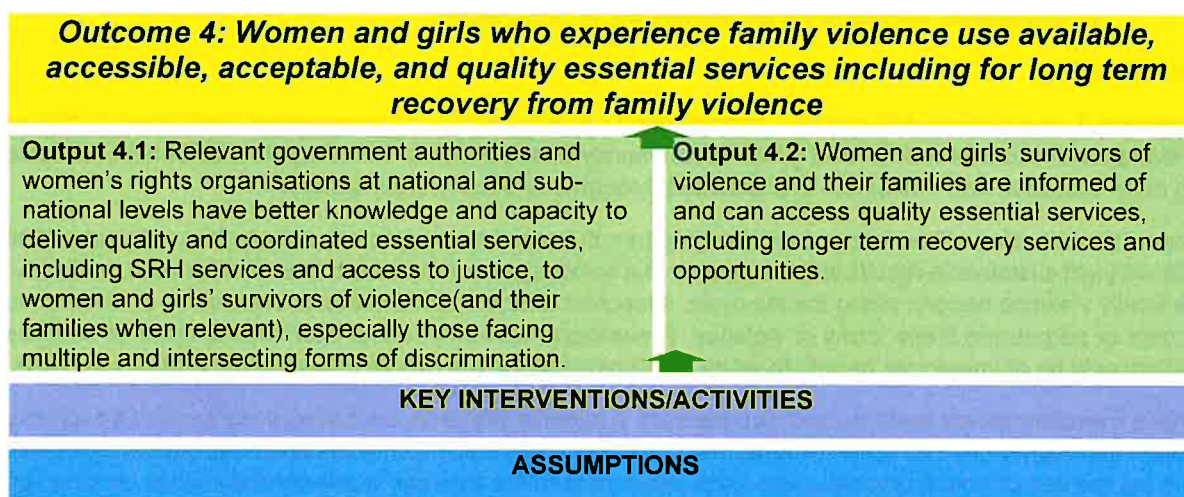 Outcome 4: Women and girls who experience family violence use available,
accessible, acceptable, and quality essential services including for long term
recovery from family violence
Output 4.1: Relevant government authorities and
women's rights organisations at national and sub-
national levels have better knowledge and capacity to
deliver quality and coordinated essential services,
including SRH services and access to justice, to
women and girls' survivors of violence(and their
families when relevant), especially those facing
multiple and intersecting forms of discrimination.
Output 4.2: Women and girls' survivors of
violence and their families are informed of
and can access quality essential services,
including longer term recovery services and
opportunities.
KEY INTERVENTIONS/ACTIVITIES
ASSUMPTIONS